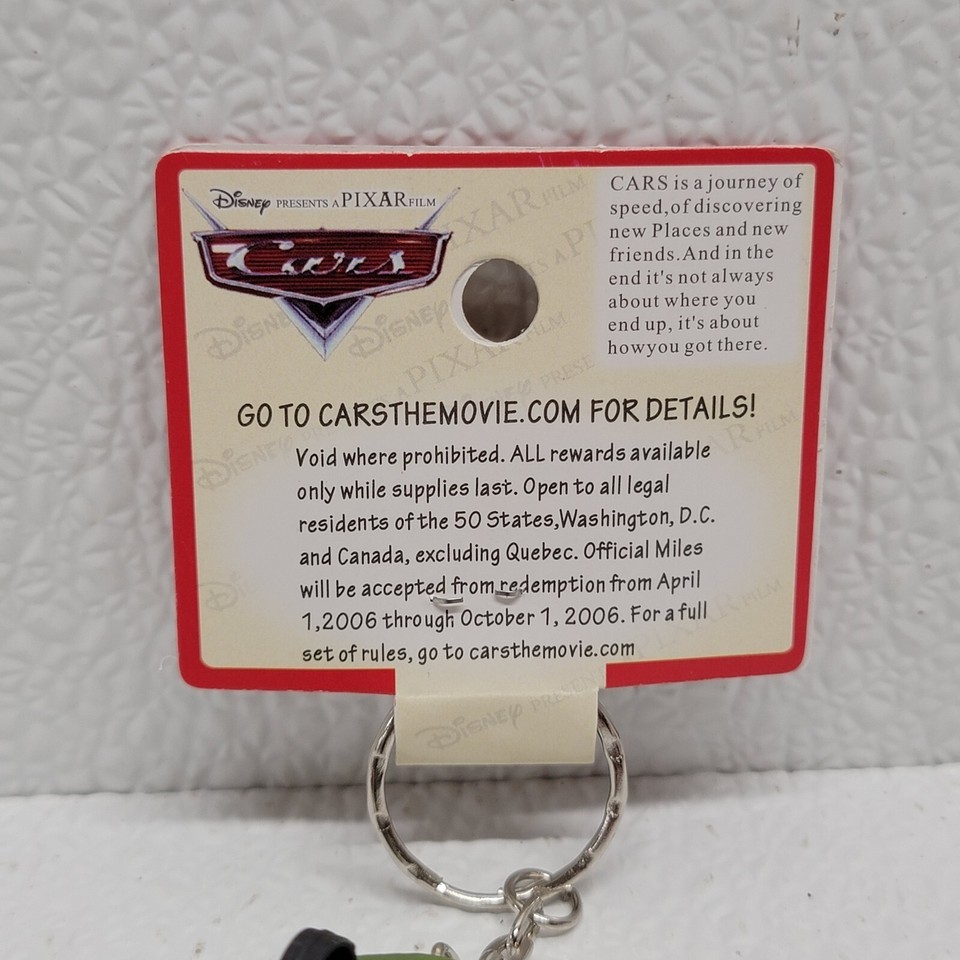 Disney PRESENTS A PIXAR FILM
Cars
CARS is a journey of
speed,of discovering
new Places and new
friends.And in the
end it's not always
about where you
end up, it's about
howyou got there.
GO TO CARSTHEMOVIE.COM FOR DETAILS!
Void where prohibited. ALL rewards available
only while supplies last. Open to all legal
residents of the 50 States,Washington, D.C.
and Canada, excluding Quebec. Official Miles
will be accepted from redemption from April
1,2006 through October 1, 2006. For a full
set of rules, go to carsthemovie.com
Disney PRESENTS